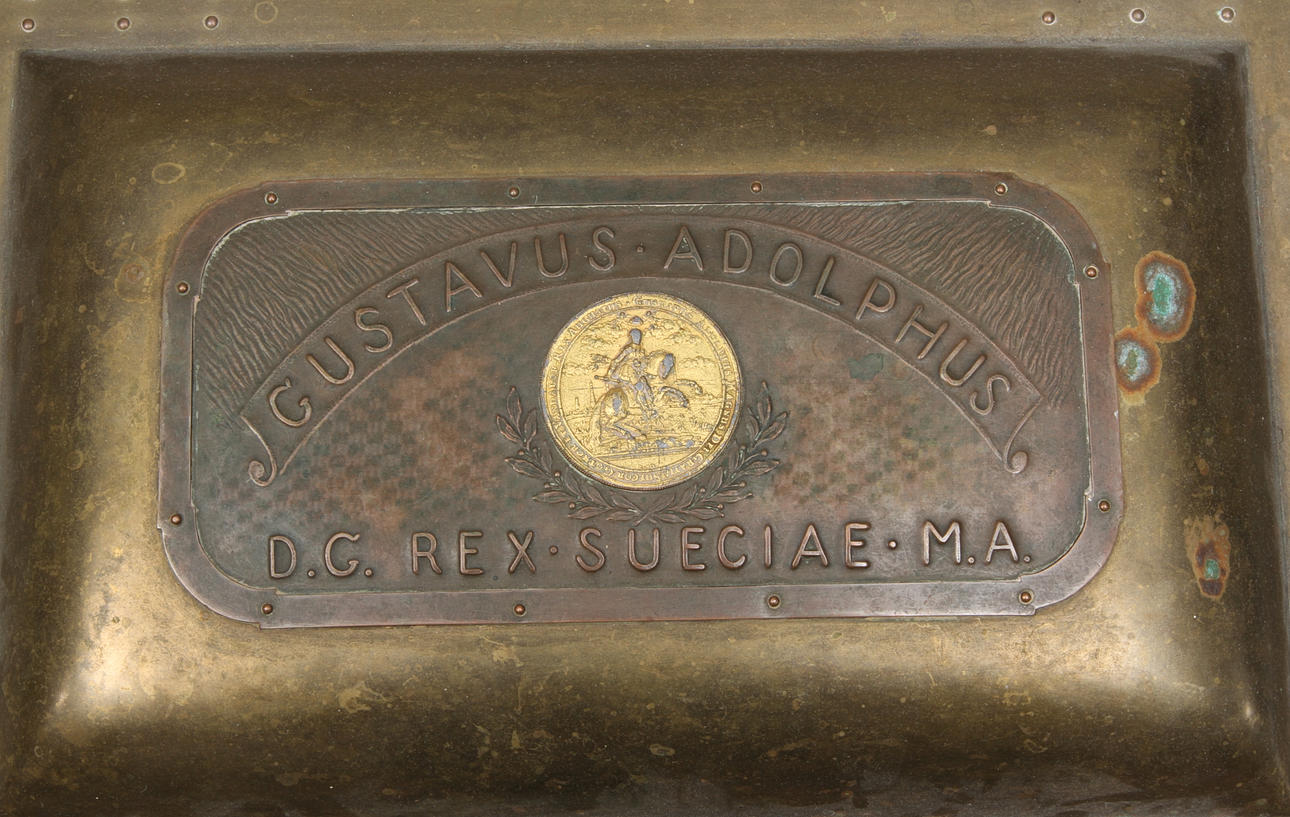 GUSTAVUS · ADOLPHUS
D.G. REX · SUECIAE · M.A.